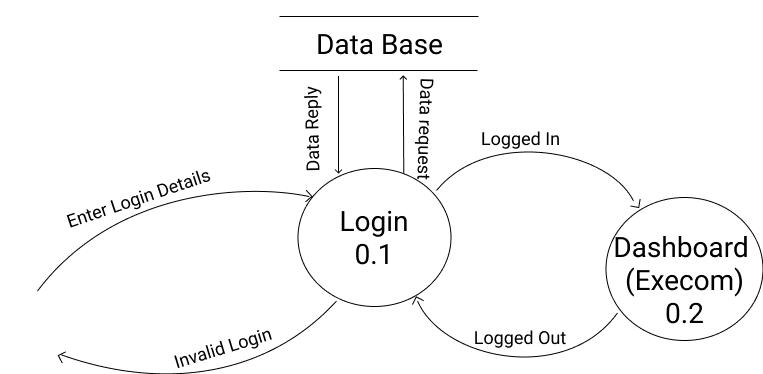 Data Base
Data Reply
Data request
Logged In
Enter Login Details
Login
0.1
Dashboard
(Execom)
0.2
Invalid Login
Logged Out